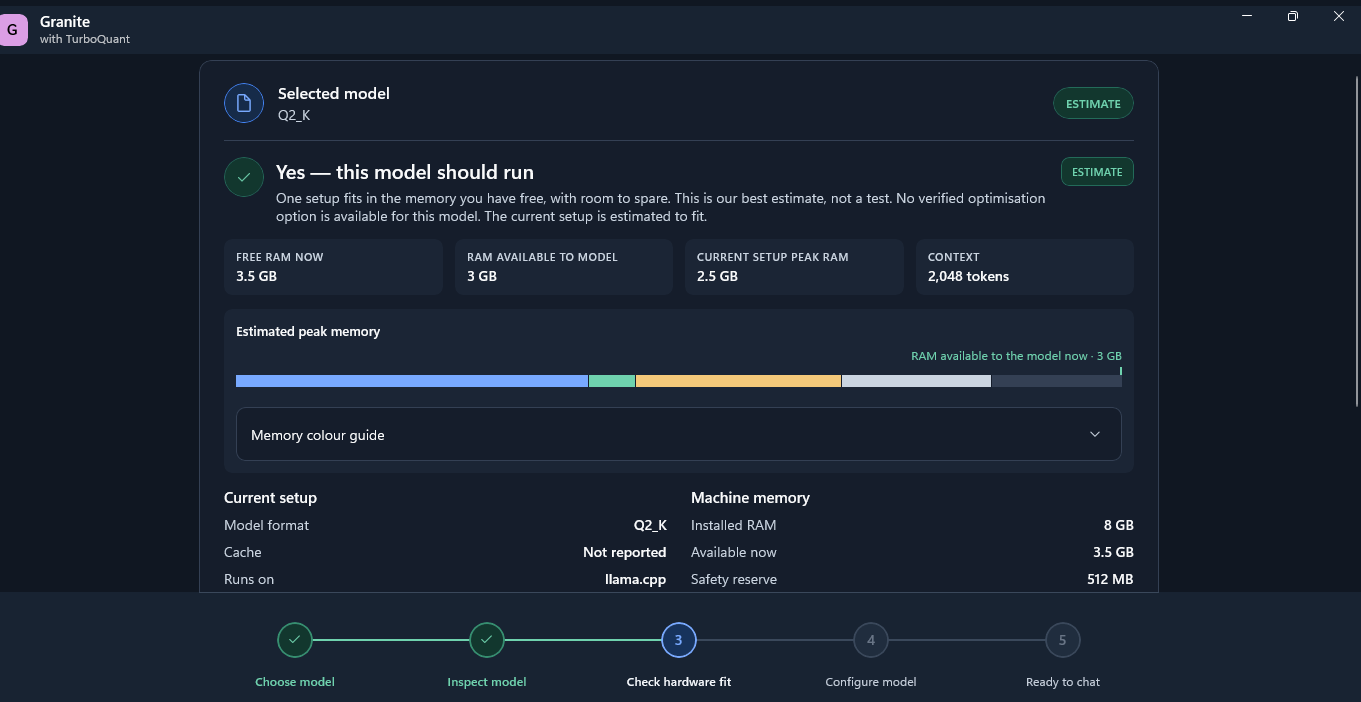 G
Granite
with TurboQuant
Selected model
Q2_K
ESTIMATE
Yes — this model should run
ESTIMATE
One setup fits in the memory you have free, with room to spare. This is our best estimate, not a test. No verified optimisation
option is available for this model. The current setup is estimated to fit.
FREE RAM NOW
3.5 GB
RAM AVAILABLE TO MODEL
3 GB
CURRENT SETUP PEAK RAM
2.5 GB
CONTEXT
2,048 tokens
Estimated peak memory
RAM available to the model now · 3 GB
Memory colour guide
Current setup
Model format Q2_K
Cache Not reported
Runs on llama.cpp
Machine memory
Installed RAM 8 GB
Available now 3.5 GB
Safety reserve 512 MB
3
4
5
Choose model
Inspect model
Check hardware fit
Configure model
Ready to chat